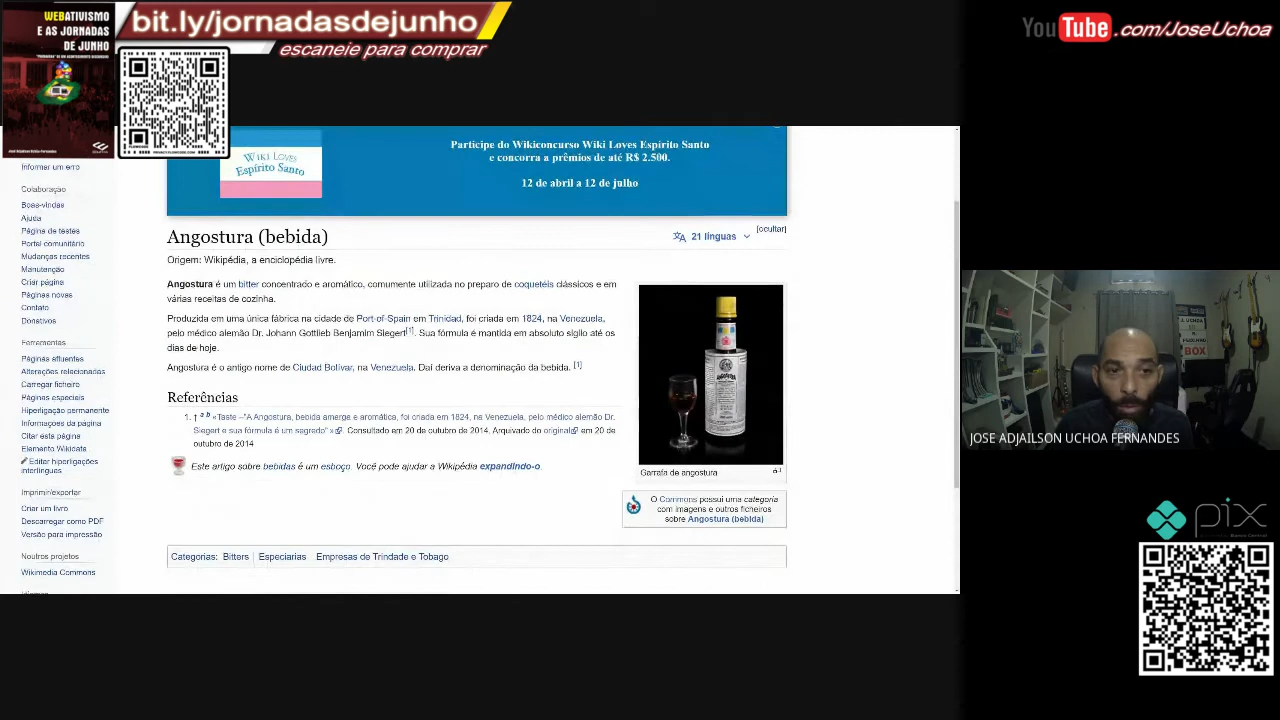 WEBATIVISMO
E AS JORNADAS
DE JUNHO
bit.ly/jornadasdejunho
escaneie para comprar
YouTube.com/JoseUchoa
WIKI LOVES
Espírito Santo
Participe do Wikiconcurso Wiki Loves Espírito Santo
e concorra a prêmios de até R$ 2.500.
12 de abril a 12 de julho
[ocultar]
Informar um erro
Colaboração
Boas-vindas
Ajuda
Página de testes
Portal comunitário
Mudanças recentes
Manutenção
Criar página
Páginas novas
Contato
Donativos
Ferramentas
Páginas afluentes
Alterações relacionadas
Carregar ficheiro
Páginas especiais
Hiperligação permanente
Informações da página
Citar esta página
Elemento Wikidata
Editar hiperligações
interlínguas
Imprimir/exportar
Criar um livro
Descarregar como PDF
Versão para impressão
Noutros projetos
Wikimedia Commons
Angostura (bebida)
21 línguas
Origem: Wikipédia, a enciclopédia livre.
Angostura é um bitter concentrado e aromático, comumente utilizada no preparo de coquetéis clássicos e em
várias receitas de cozinha.
Produzida em uma única fábrica na cidade de Port-of-Spain em Trinidad, foi criada em 1824, na Venezuela,
pelo médico alemão Dr. Johann Gottlieb Benjamim Siegert[1]. Sua fórmula é mantida em absoluto sigilo até os
dias de hoje.
Angostura é o antigo nome de Ciudad Bolívar, na Venezuela. Daí deriva a denominação da bebida. [1]
Referências
1. ↑ a b «Taste –"A Angostura, bebida amerga e aromática, foi criada em 1824, na Venezuela, pelo médico alemão Dr.
Siegert e sua fórmula é um segredo"». Consultado em 20 de outubro de 2014. Arquivado do original em 20 de
outubro de 2014
Este artigo sobre bebidas é um esboço. Você pode ajudar a Wikipédia expandindo-o.
Garrafa de angostura
O Commons possui uma categoria
com imagens e outros ficheiros
sobre Angostura (bebida)
Categorias: Bitters | Especiarias | Empresas de Trindade e Tobago
BOX
JOSE ADJAILSON UCHOA FERNANDES
pix